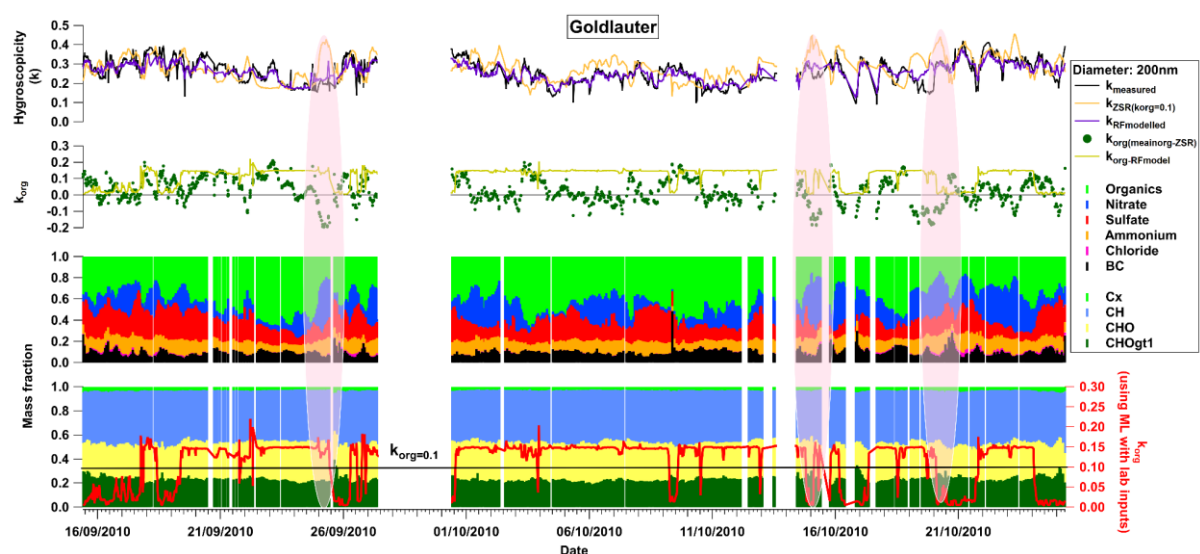 Goldlauter
0.5
0.4
0.3
0.2
0.1
0.0
Hygroscopicity
(k)
0.3
0.2
0.1
0.0
-0.1
-0.2
korg
1.0
0.8
0.6
0.4
0.2
0.0
1.0
0.8
0.6
0.4
0.2
0.0
Mass fraction
korg=0.1
0.30
0.25
0.20
0.15
0.10
0.05
0.00
korg
(using ML with lab inputs)
16/09/2010 21/09/2010 26/09/2010 01/10/2010 06/10/2010 11/10/2010 16/10/2010 21/10/2010
Date
Diameter: 200nm
kmeasured
kZSR(korg=0.1)
kRFmodelled
korg(meainorg-ZSR)
korg-RFmodel
Organics
Nitrate
Sulfate
Ammonium
Chloride
BC
Cx
CH
CHO
CHOgt1